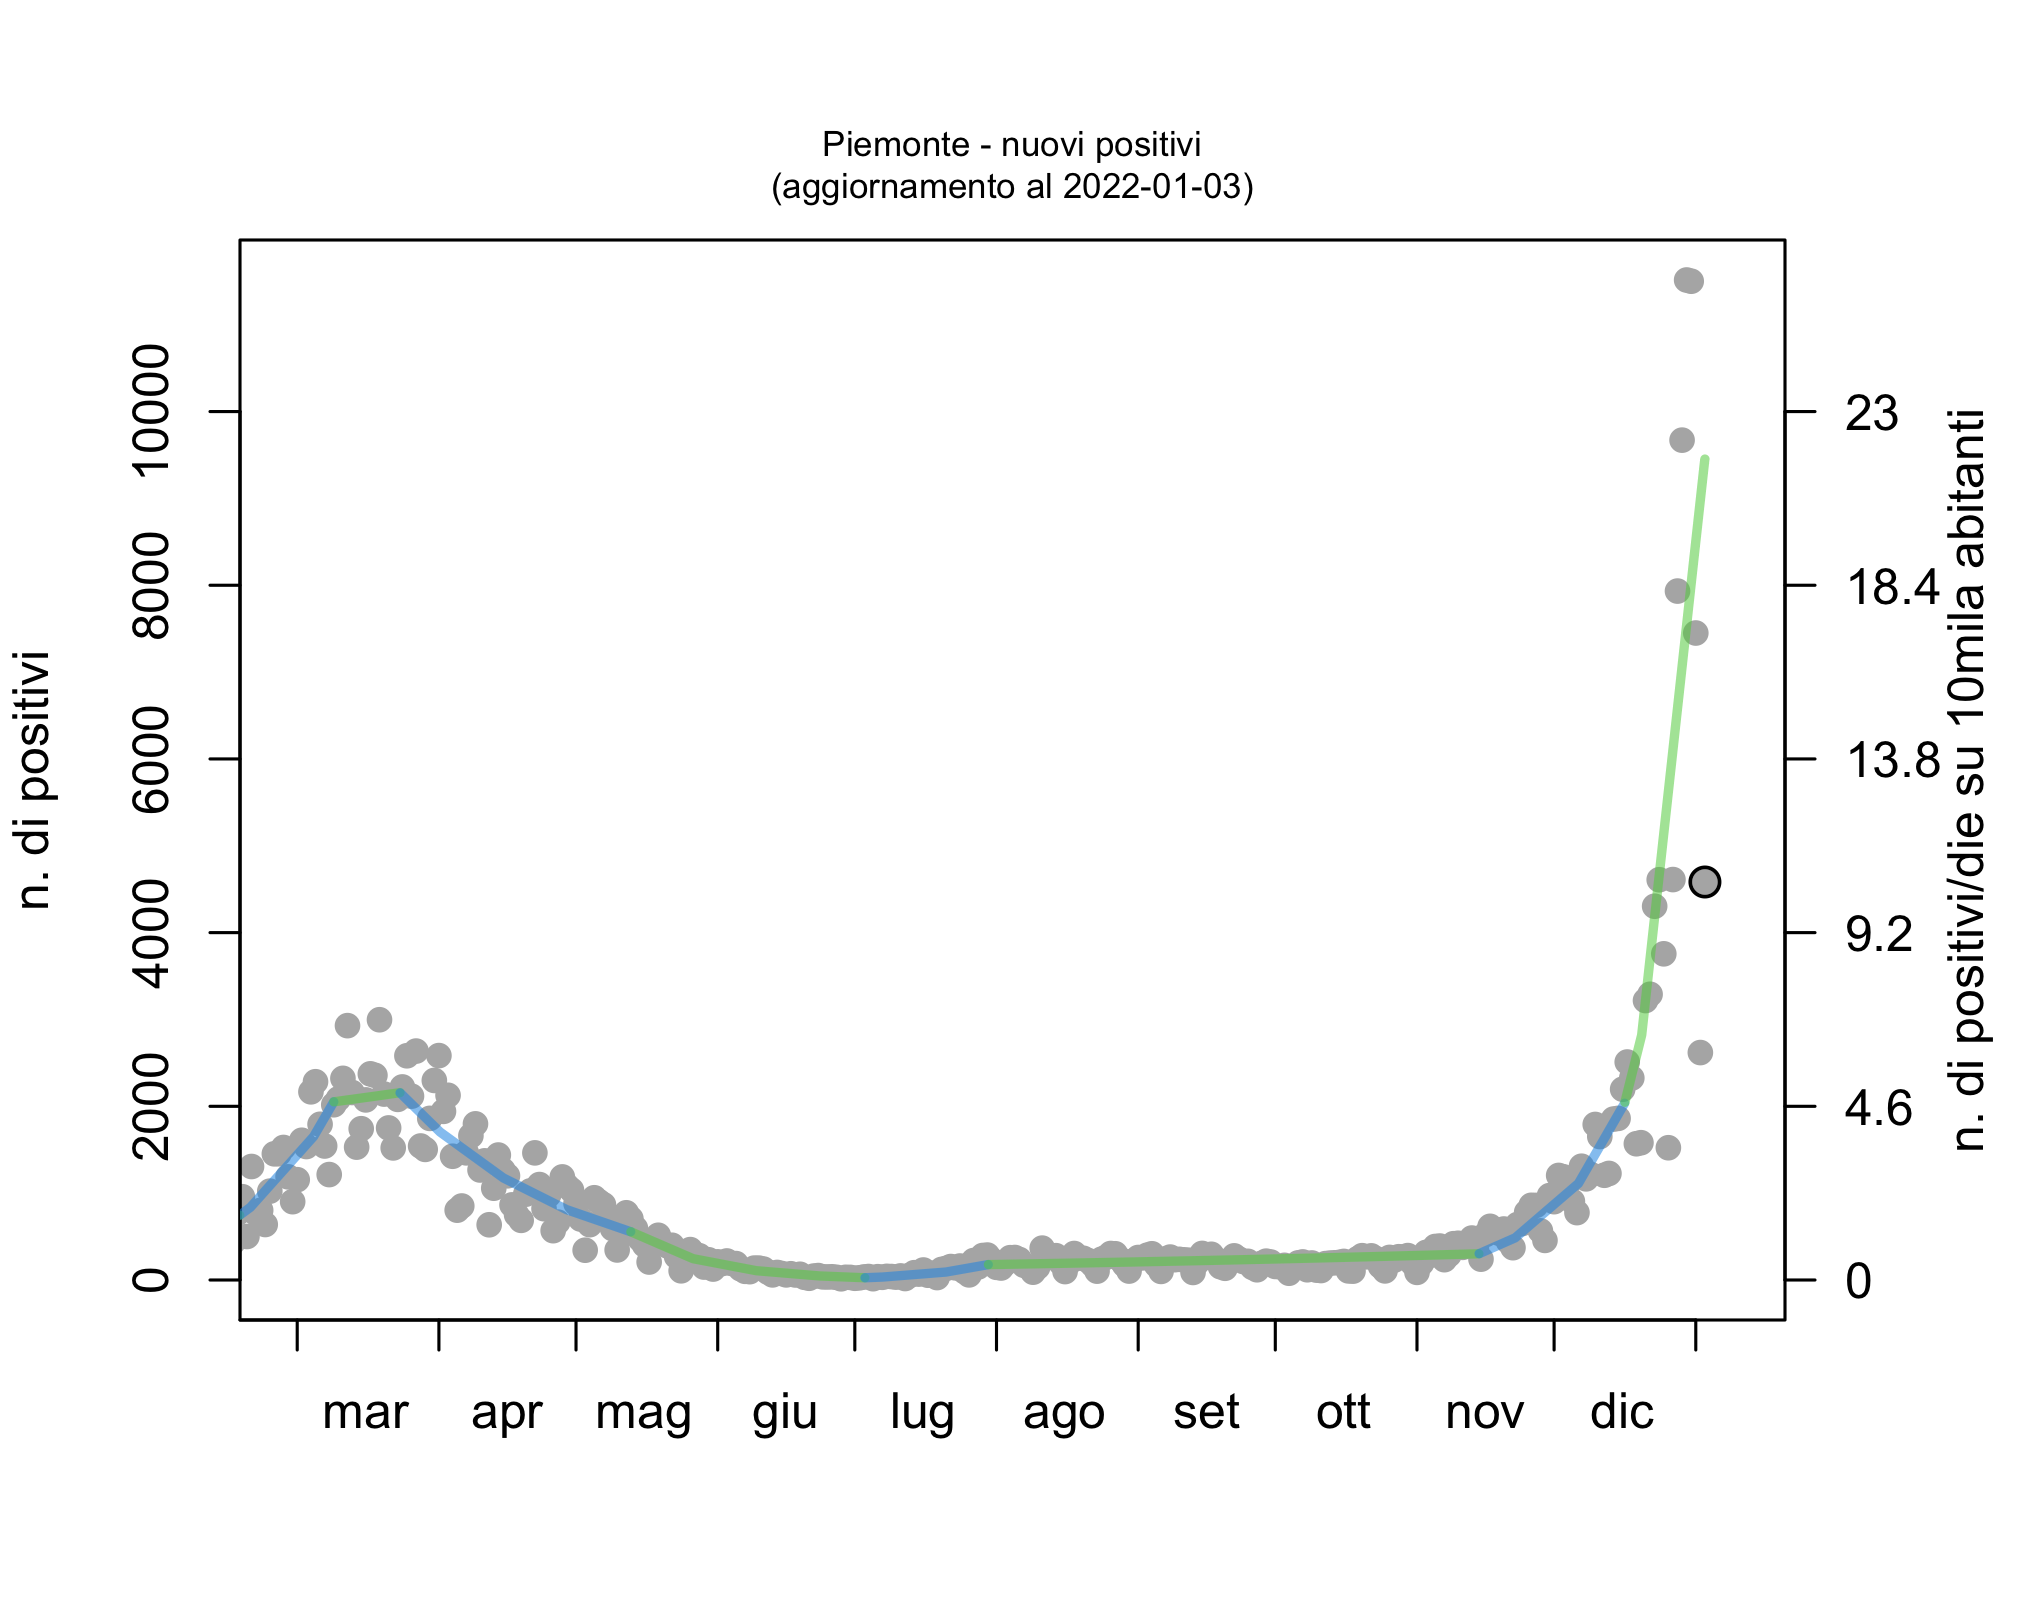 Piemonte - nuovi positivi
(aggiornamento al 2022-01-03)
n. di positivi
10000
8000
6000
4000
2000
0
23
18.4
13.8
9.2
4.6
0
n. di positivi/die su 10mila abitanti
mar apr mag giu lug ago set ott nov dic